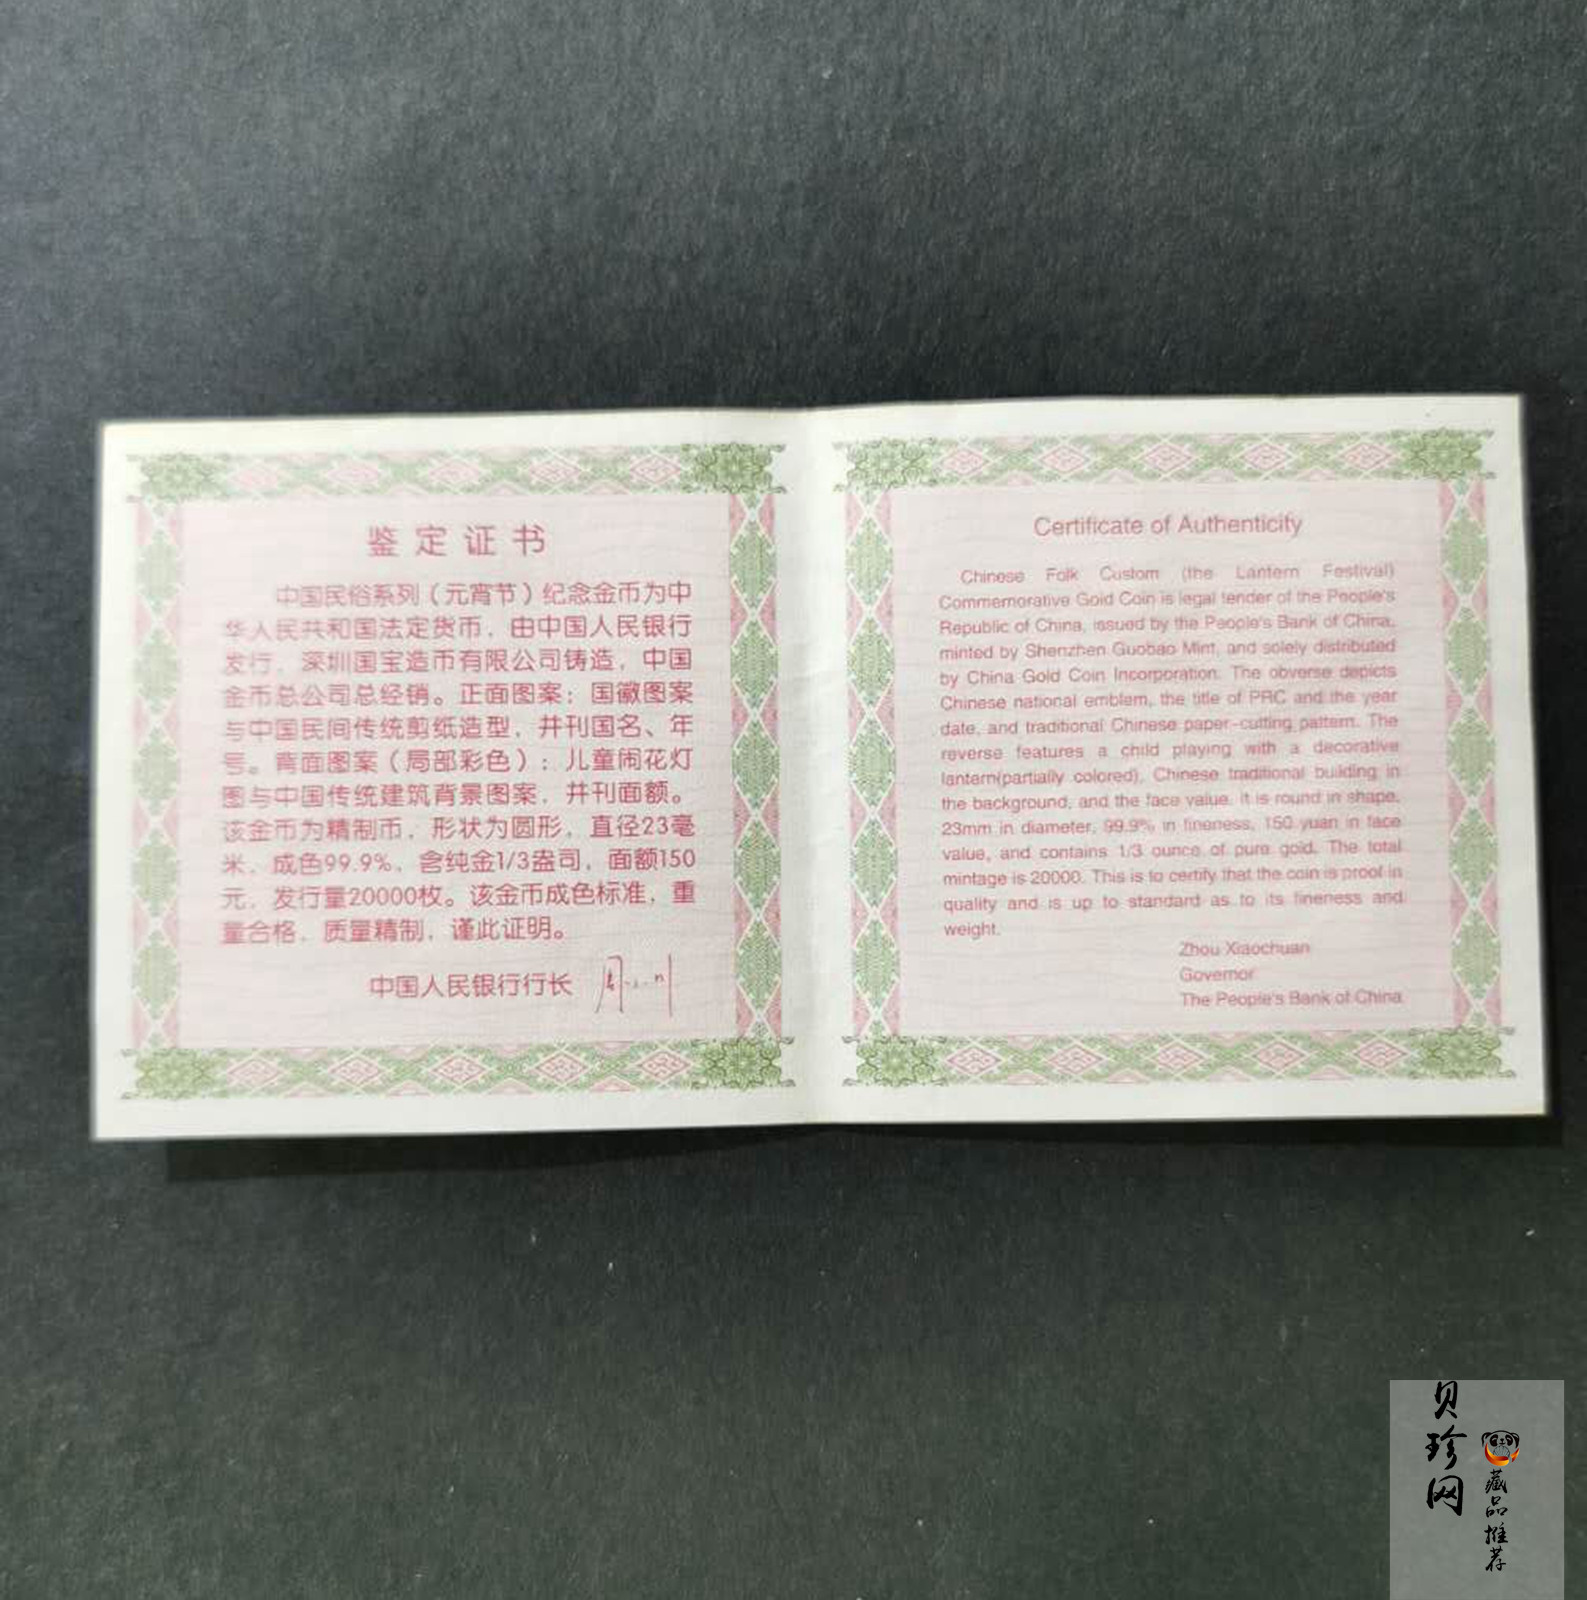 鉴定证书
中国民俗系列（元宵节）纪念金币为中
华人民共和国法定货币，由中国人民银行
发行，深圳国宝造币有限公司铸造，中国
金币总公司总经销。正面图案：国徽图案
与中国民间传统剪纸造型，并刊国名、年
号。背面图案（局部彩色）：儿童闹花灯
图与中国传统建筑背景图案，并刊面额。
该金币为精制币，形状为圆形，直径23毫
米，成色99.9%，含纯金1/3盎司，面额150
元，发行量20000枚。该金币成色标准，重
量合格，质量精制，谨此证明。
中国人民银行行长
Certificate of Authenticity
Chinese Folk Custom (the Lantern Festival)
Commemorative Gold Coin is legal tender of the People's
Republic of China, issued by the People's Bank of China,
minted by Shenzhen Guobao Mint, and solely distributed
by China Gold Coin Incorporation. The obverse depicts
Chinese national emblem, the title of PRC and the year
date, and traditional Chinese paper-cutting pattern. The
reverse features a child playing with a decorative
lantern(partially colored), Chinese traditional building in
the background, and the face value. It is round in shape,
23mm in diameter, 99.9% in fineness, 150 yuan in face
value, and contains 1/3 ounce of pure gold. The total
mintage is 20000. This is to certify that the coin is proof in
quality and is up to standard as to its fineness and
weight.
Zhou Xiaochuan
Governor
The People's Bank of China
贝珍网
藏品推荐